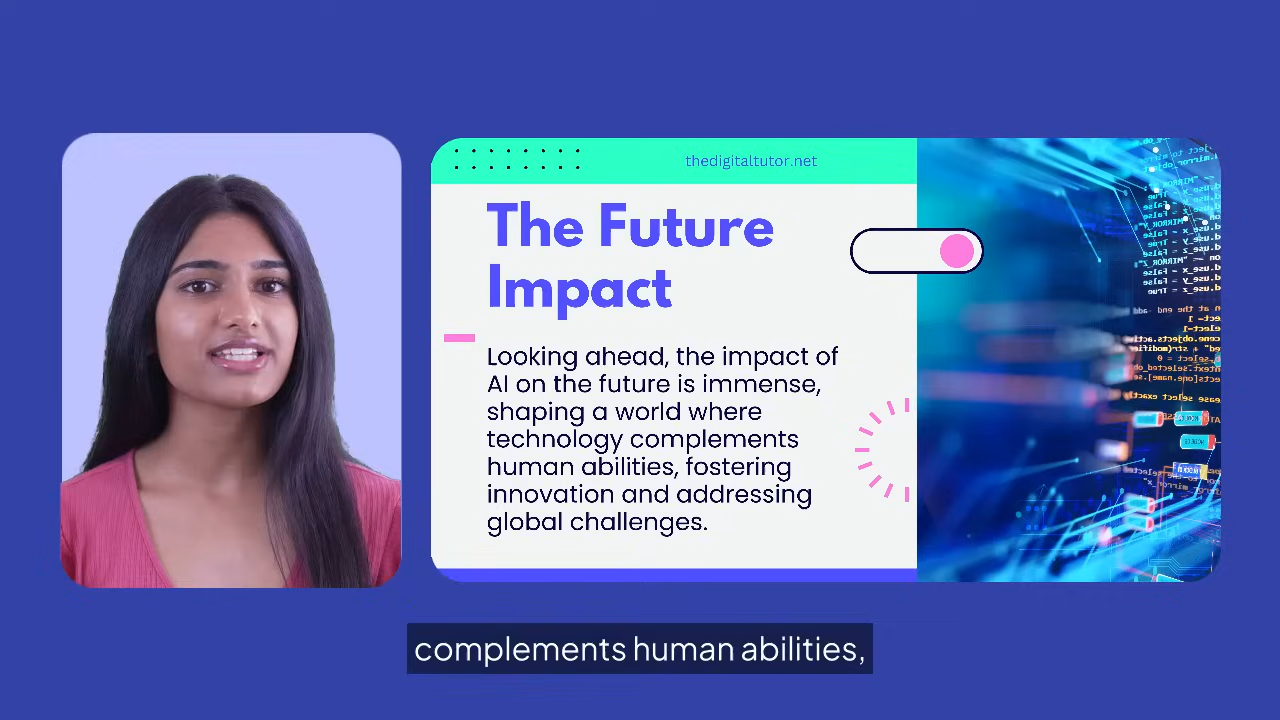 thedigitaltutor.net
The Future
Impact
Looking ahead, the impact of
AI on the future is immense,
shaping a world where
technology complements
human abilities, fostering
innovation and addressing
global challenges.
complements human abilities,